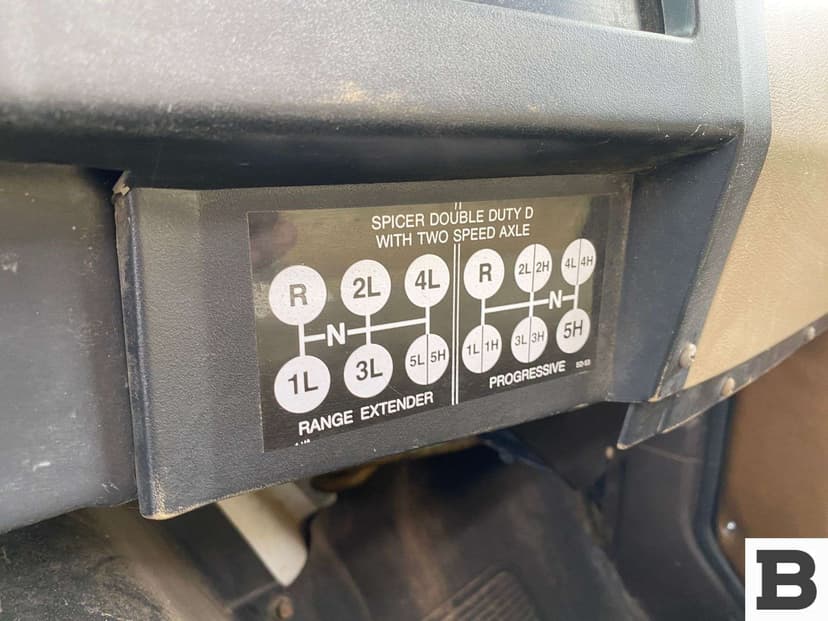 SPICER DOUBLE DUTY D
WITH TWO SPEED AXLE
R 2L 4L
N
1L 3L 5L 5H
RANGE EXTENDER
R 2L 2H 4L 4H
N
1L 1H 3L 3H 5H
PROGRESSIVE
B